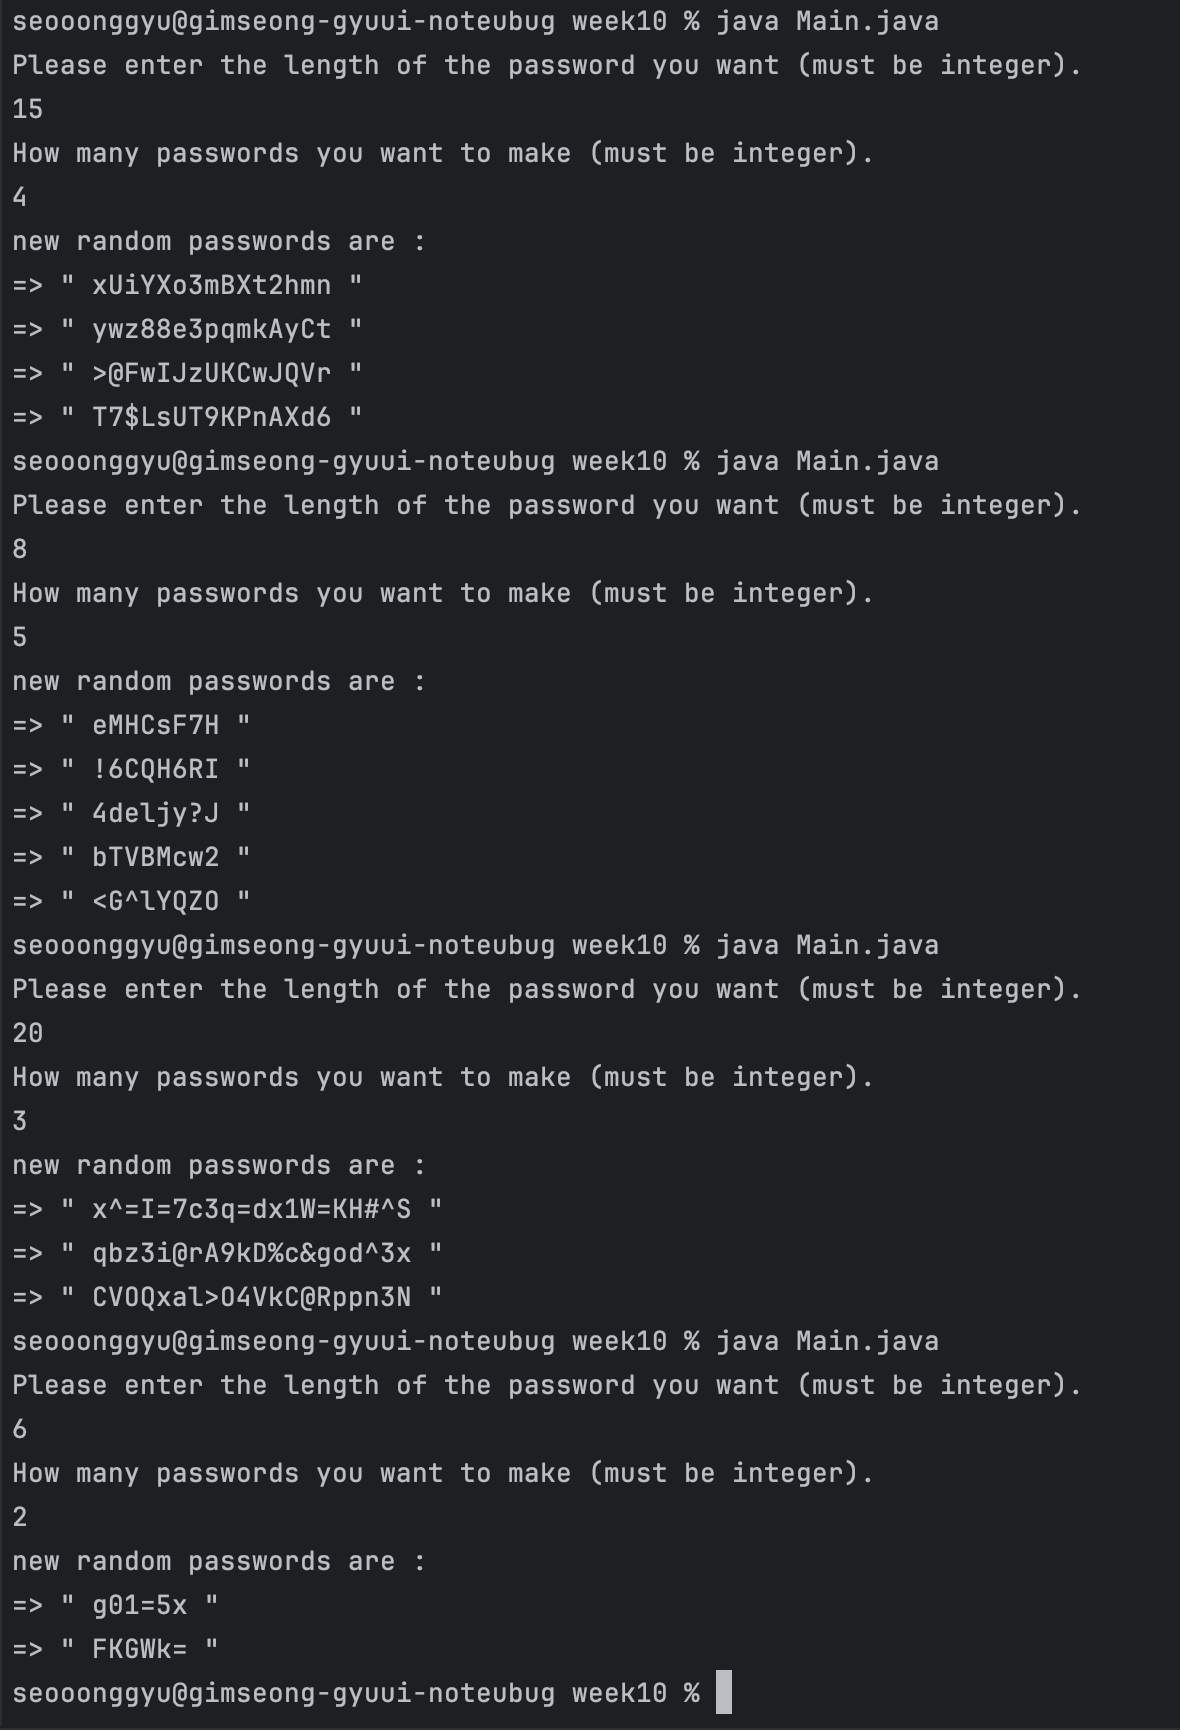 seooonggyu@gimseong-gyuui-noteubug week10 % java Main.java
Please enter the length of the password you want (must be integer).
15
How many passwords you want to make (must be integer).
4
new random passwords are :
=> " xUiYXo3mBXt2hmn "
=> " ywz88e3pqmkAyCt "
=> " >@FwIJzUKCwJQVr "
=> " T7$LsUT9KPnAXd6 "
seooonggyu@gimseong-gyuui-noteubug week10 % java Main.java
Please enter the length of the password you want (must be integer).
8
How many passwords you want to make (must be integer).
5
new random passwords are :
=> " eMHCsF7H "
=> " !6CQH6RI "
=> " 4deljy?J "
=> " bTVBMcw2 "
=> " <G^lYQZO "
seooonggyu@gimseong-gyuui-noteubug week10 % java Main.java
Please enter the length of the password you want (must be integer).
20
How many passwords you want to make (must be integer).
3
new random passwords are :
=> " x^=I=7c3q=dx1W=KH#^S "
=> " qbz3i@rA9kD%c&god^3x "
=> " CVOQxal>O4VkC@Rppn3N "
seooonggyu@gimseong-gyuui-noteubug week10 % java Main.java
Please enter the length of the password you want (must be integer).
6
How many passwords you want to make (must be integer).
2
new random passwords are :
=> " g01=5x "
=> " FKGWk= "
seooonggyu@gimseong-gyuui-noteubug week10 %